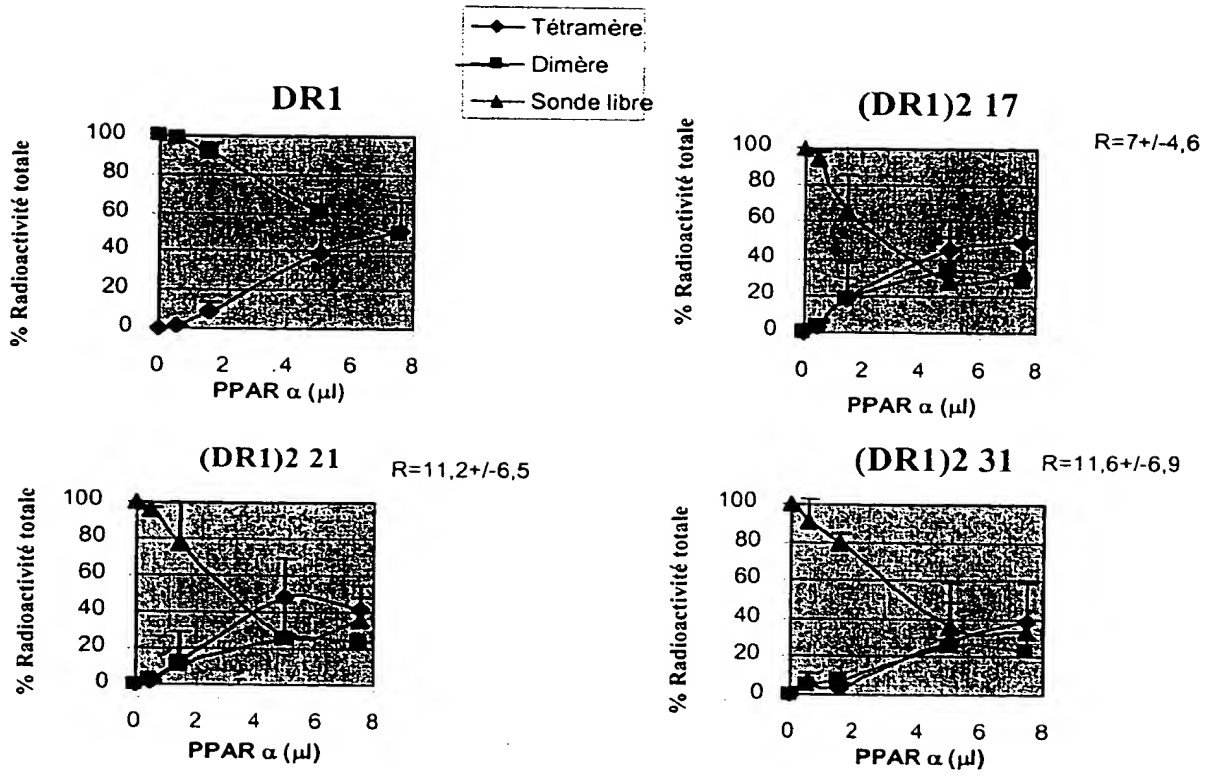 Tétramère
Dimère
Sonde libre
DR1
% Radioactivité totale
100
80
60
40
20
0
0 2 .4 6 8
PPAR α (µl)
(DR1)2 17
R=7+/-4,6
% Radioactivité totale
100
80
60
40
20
0
0 2 4 6 8
PPAR α (µl)
(DR1)2 21
R=11,2+/-6,5
% Radioactivité totale
100
80
60
40
20
0
0 2 4 6 8
PPAR α (µl)
(DR1)2 31
R=11,6+/-6,9
% Radioactivité totale
100
80
60
40
20
0
0 2 4 6 8
PPAR α (µl)